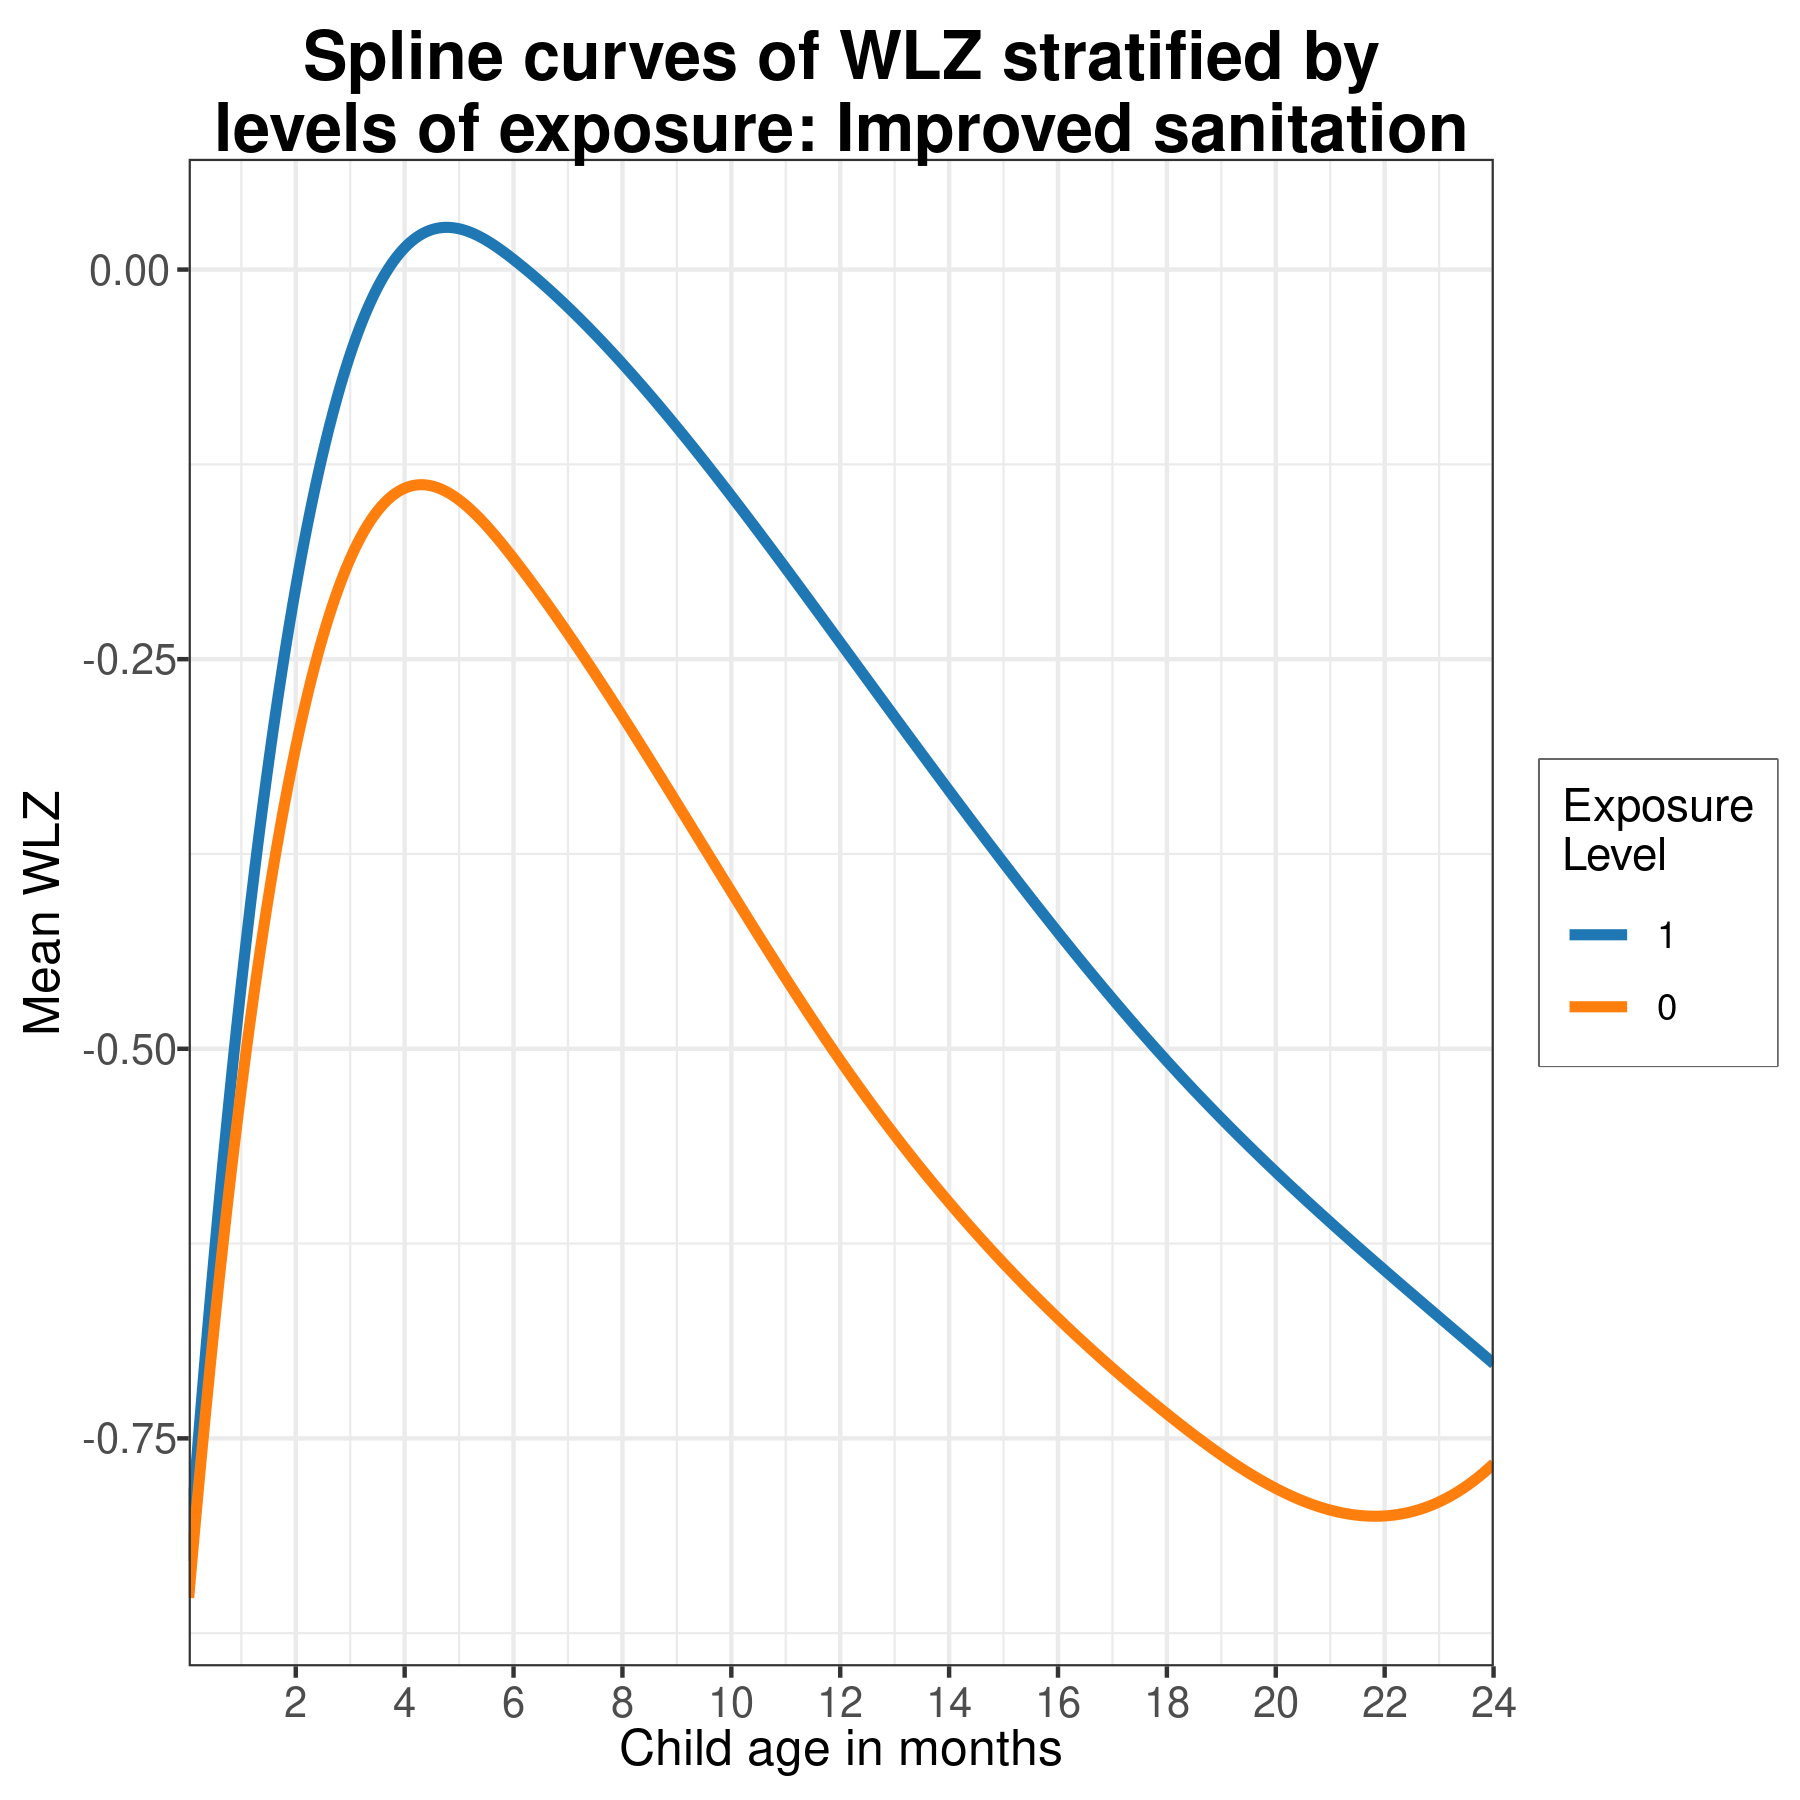 Spline curves of WLZ stratified by
levels of exposure: Improved sanitation
Mean WLZ
0.00
-0.25
-0.50
-0.75
2 4 6 8 10 12 14 16 18 20 22 24
Child age in months
Exposure
Level
1
0